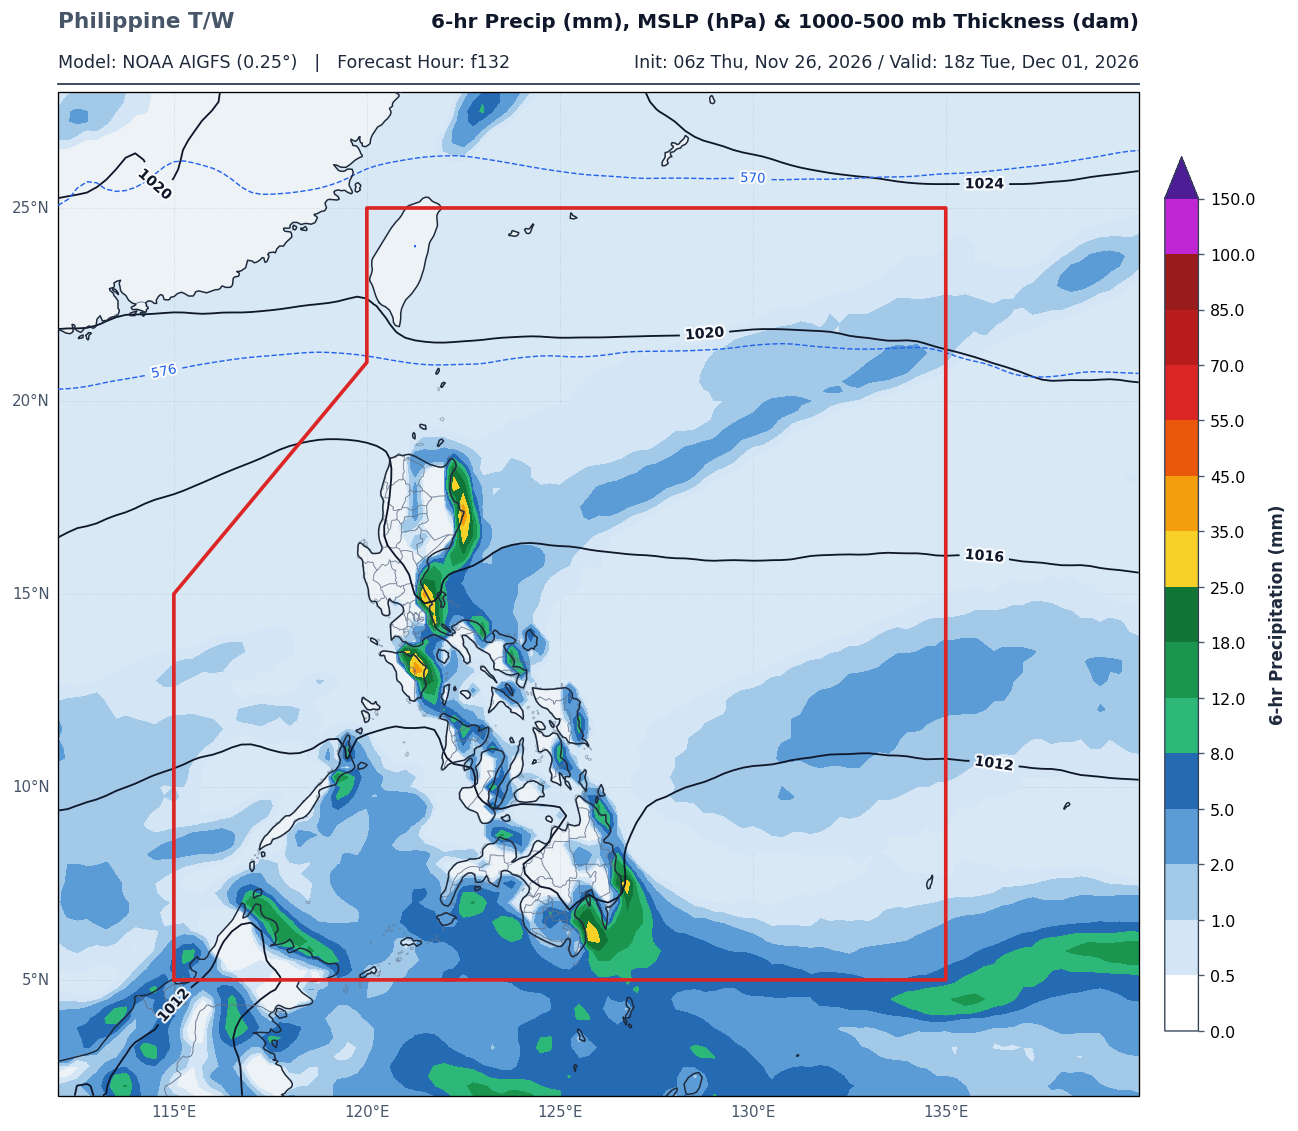 Philippine T/W
6-hr Precip (mm), MSLP (hPa) & 1000-500 mb Thickness (dam)
Model: NOAA AIGFS (0.25°) | Forecast Hour: f132
Init: 06z Thu, Nov 26, 2026 / Valid: 18z Tue, Dec 01, 2026
1020
570
1024
25°N
1020
576
20°N
1016
15°N
1012
10°N
5°N
1012
115°E
120°E
125°E
130°E
135°E
150.0
100.0
85.0
70.0
55.0
45.0
35.0
25.0
18.0
12.0
8.0
5.0
2.0
1.0
0.5
0.0
6-hr Precipitation (mm)